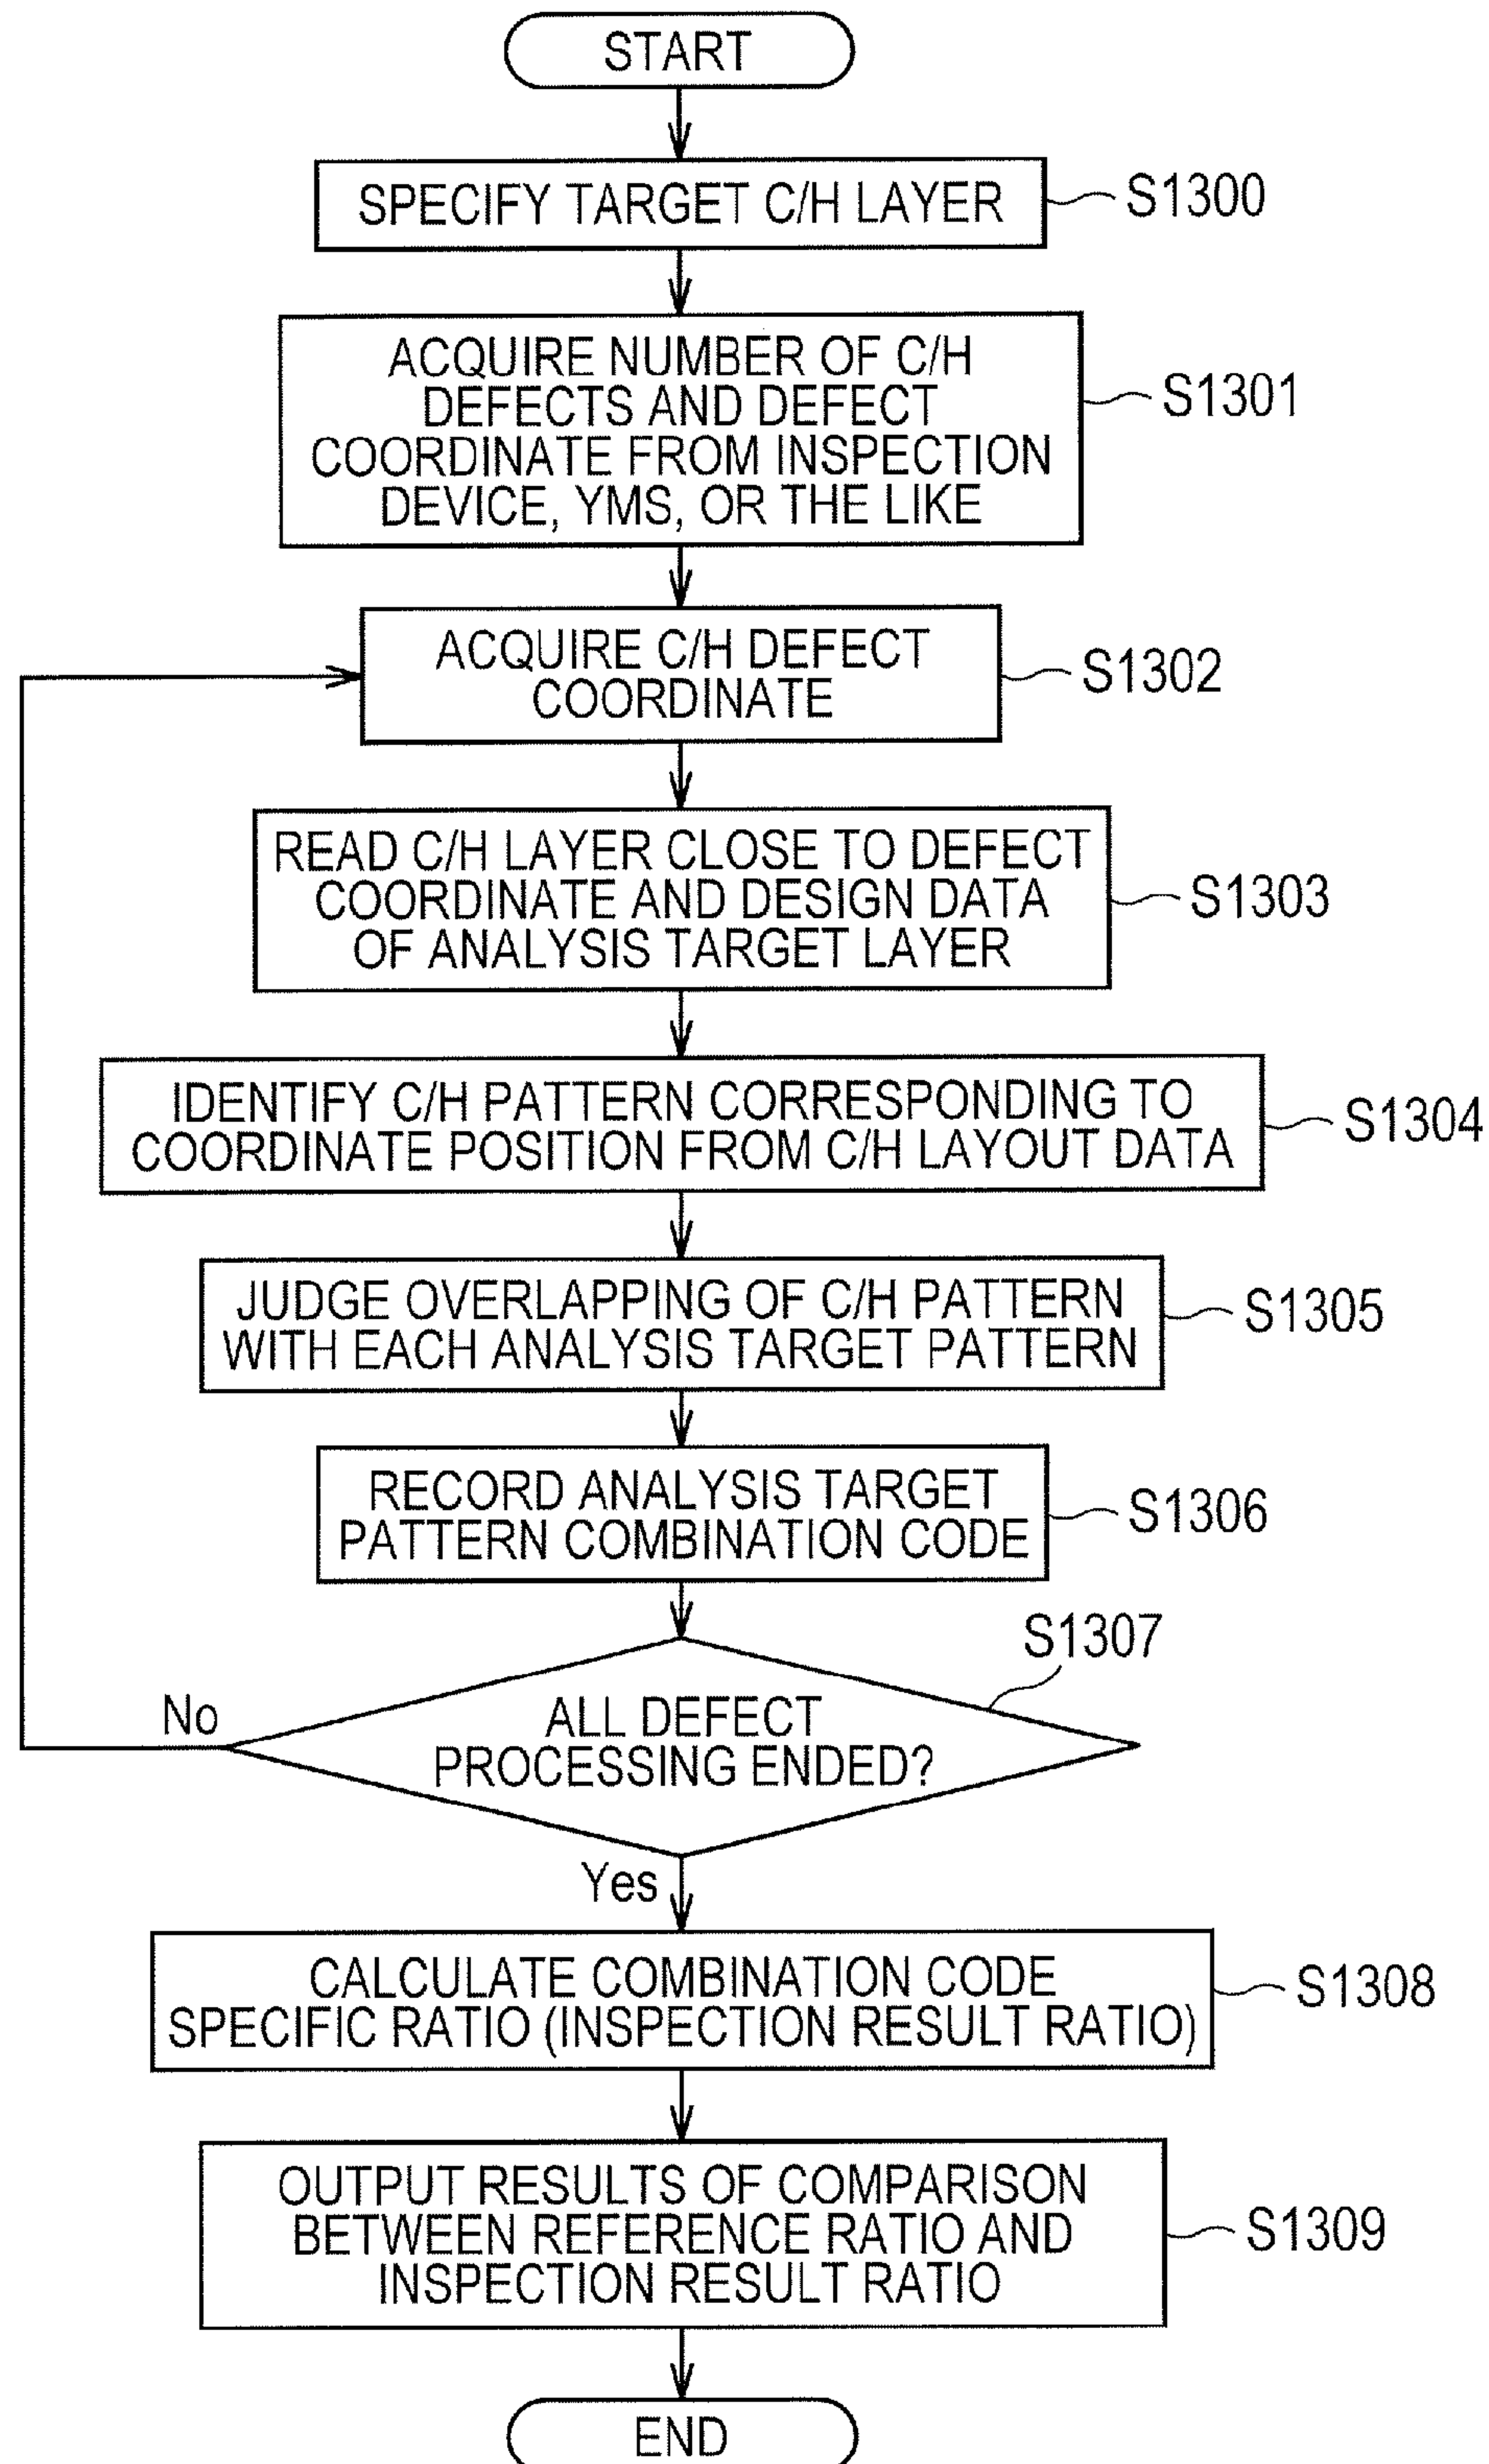 START
SPECIFY TARGET C/H LAYER
S1300
ACQUIRE NUMBER OF C/H
DEFECTS AND DEFECT
COORDINATE FROM INSPECTION
DEVICE, YMS, OR THE LIKE
S1301
ACQUIRE C/H DEFECT
COORDINATE
S1302
READ C/H LAYER CLOSE TO DEFECT
COORDINATE AND DESIGN DATA
OF ANALYSIS TARGET LAYER
S1303
IDENTIFY C/H PATTERN CORRESPONDING TO
COORDINATE POSITION FROM C/H LAYOUT DATA
S1304
JUDGE OVERLAPPING OF C/H PATTERN
WITH EACH ANALYSIS TARGET PATTERN
S1305
RECORD ANALYSIS TARGET
PATTERN COMBINATION CODE
S1306
S1307
ALL DEFECT
PROCESSING ENDED?
No
Yes
CALCULATE COMBINATION CODE
SPECIFIC RATIO (INSPECTION RESULT RATIO)
S1308
OUTPUT RESULTS OF COMPARISON
BETWEEN REFERENCE RATIO AND
INSPECTION RESULT RATIO
S1309
END